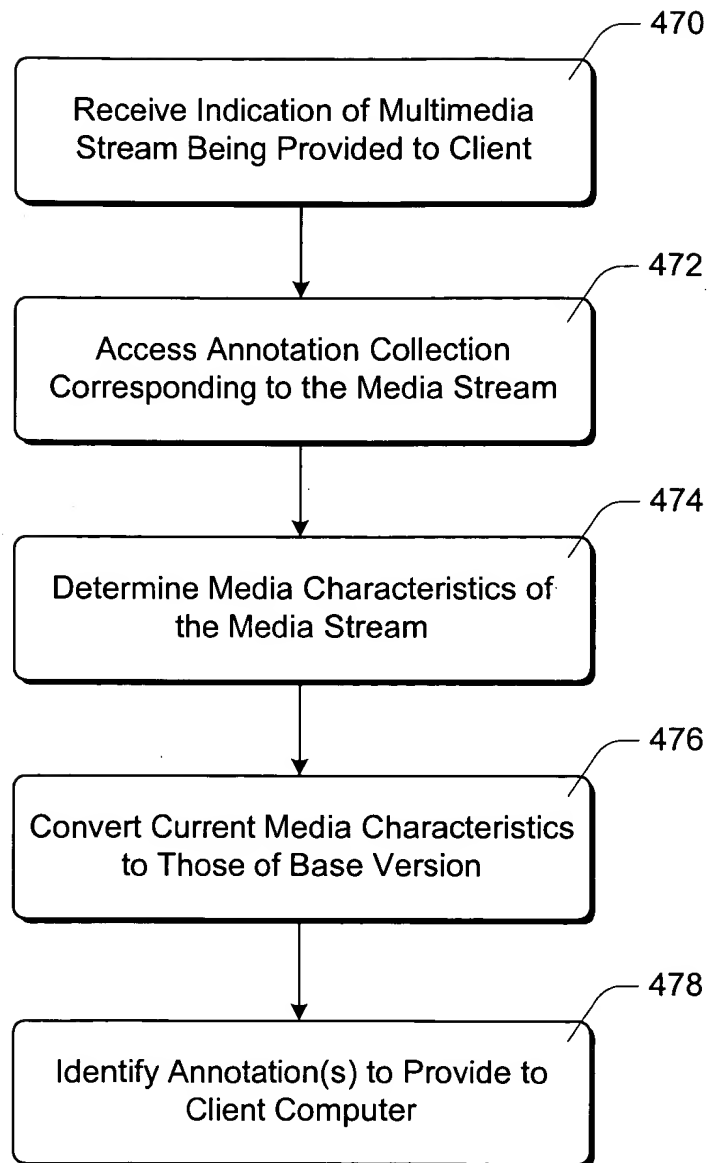 470
Receive Indication of Multimedia
Stream Being Provided to Client
472
Access Annotation Collection
Corresponding to the Media Stream
474
Determine Media Characteristics of
the Media Stream
476
Convert Current Media Characteristics
to Those of Base Version
478
Identify Annotation(s) to Provide to
Client Computer